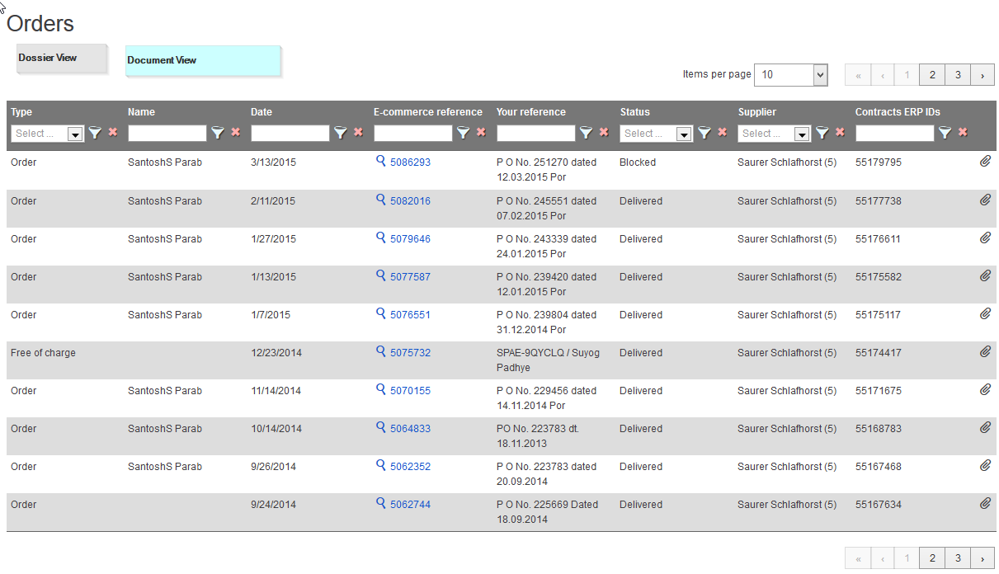 Orders
Dossier View
Document View
Items per page 10 « ‹ 1 2 3 ›
Type Name Date E-commerce reference Your reference Status Supplier Contracts ERP IDs
Select ... Select ... Select ...
Order SantoshS Parab 3/13/2015 5086293 P O No. 251270 dated Blocked Saurer Schlafhorst (5) 55179795
12.03.2015 Por
Order SantoshS Parab 2/11/2015 5082016 P O No. 245551 dated Delivered Saurer Schlafhorst (5) 55177738
07.02.2015 Por
Order SantoshS Parab 1/27/2015 5079646 P O No. 243339 dated Delivered Saurer Schlafhorst (5) 55176611
24.01.2015 Por
Order SantoshS Parab 1/13/2015 5077587 P O No. 239420 dated Delivered Saurer Schlafhorst (5) 55175582
12.01.2015 Por
Order SantoshS Parab 1/7/2015 5076551 P O No. 239804 dated Delivered Saurer Schlafhorst (5) 55175117
31.12.2014 Por
Free of charge 12/23/2014 5075732 SPAE-9QYCLQ / Suyog Delivered Saurer Schlafhorst (5) 55174417
Padhye
Order SantoshS Parab 11/14/2014 5070155 P O No. 229456 dated Delivered Saurer Schlafhorst (5) 55171675
14.11.2014 Por
Order SantoshS Parab 10/14/2014 5064833 PO No. 223783 dt. Delivered Saurer Schlafhorst (5) 55168783
18.11.2013
Order SantoshS Parab 9/26/2014 5062352 P O No. 223783 dated Delivered Saurer Schlafhorst (5) 55167468
20.09.2014
Order 9/24/2014 5062744 P O No. 225669 Dated Delivered Saurer Schlafhorst (5) 55167634
18.09.2014
« ‹ 1 2 3 ›